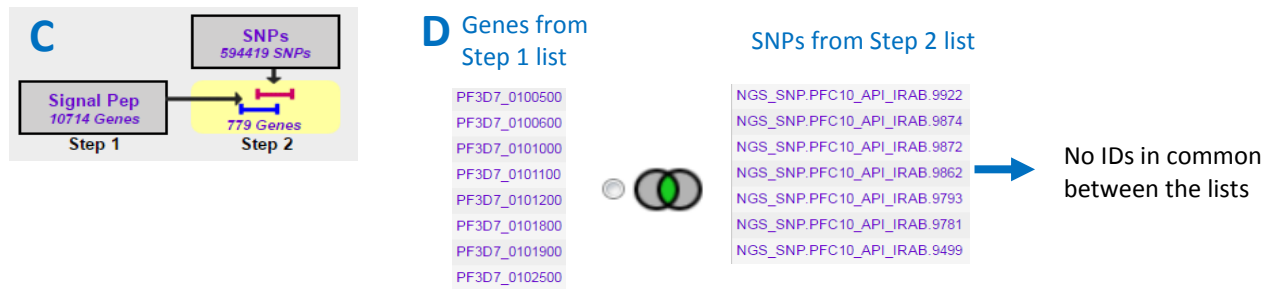 C
SNPs
594419 SNPs
Signal Pep
10714 Genes
779 Genes
Step 1
Step 2
D
Genes from
Step 1 list
SNPs from Step 2 list
PF3D7_0100500
PF3D7_0100600
PF3D7_0101000
PF3D7_0101100
PF3D7_0101200
PF3D7_0101800
PF3D7_0101900
PF3D7_0102500
NGS_SNP.PFC10_API_IRAB.9922
NGS_SNP.PFC10_API_IRAB.9874
NGS_SNP.PFC10_API_IRAB.9872
NGS_SNP.PFC10_API_IRAB.9862
NGS_SNP.PFC10_API_IRAB.9793
NGS_SNP.PFC10_API_IRAB.9781
NGS_SNP.PFC10_API_IRAB.9499
No IDs in common
between the lists